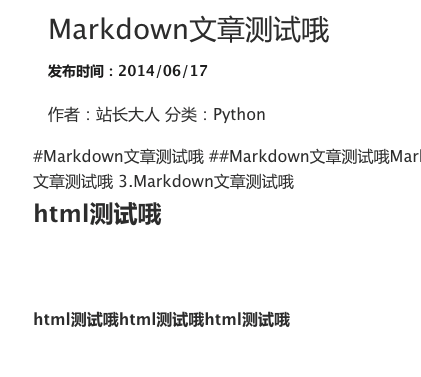 Markdown文章测试哦
发布时间：2014/06/17
作者：站长大人 分类：Python
#Markdown文章测试哦 ##Markdown文章测试哦Mark
文章测试哦 3.Markdown文章测试哦
html测试哦
html测试哦html测试哦html测试哦